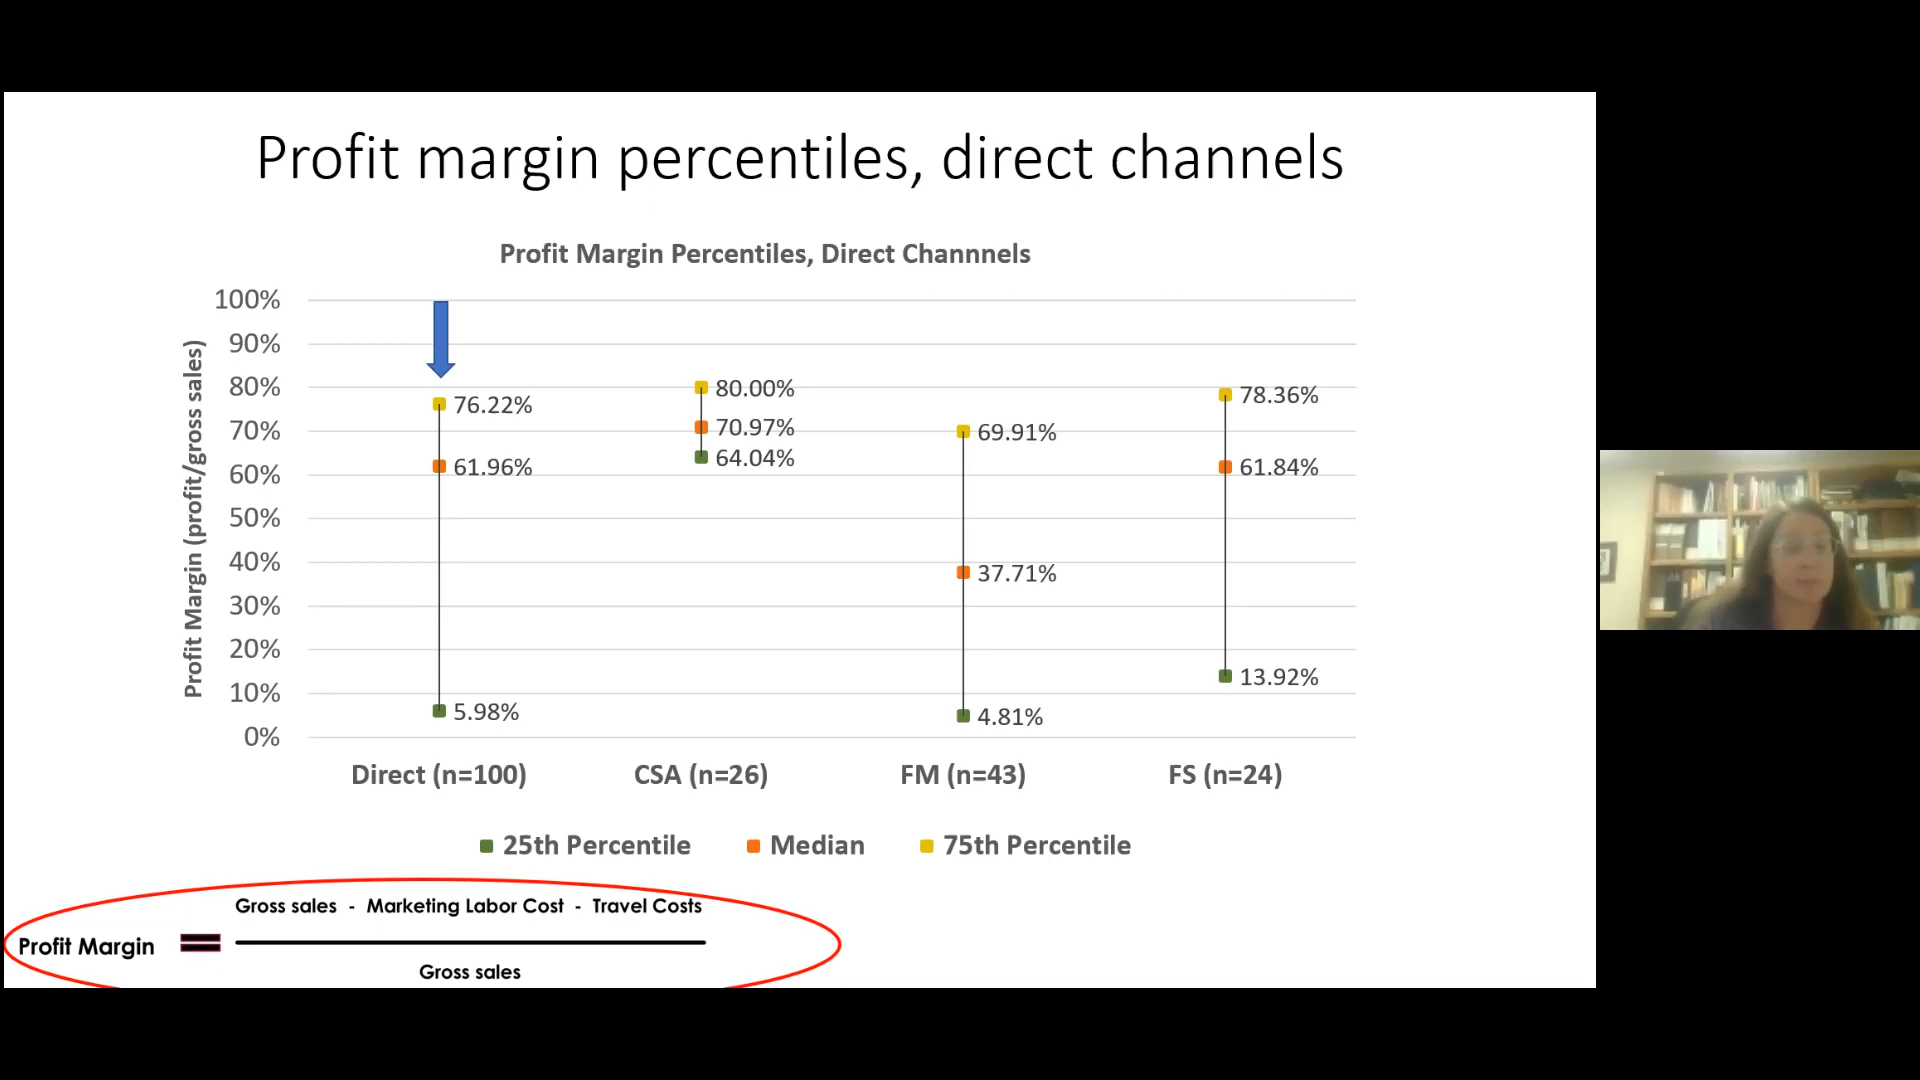 Profit margin percentiles, direct channels
Profit Margin Percentiles, Direct Channnels
Profit Margin (profit/gross sales)
100%
90%
80%
70%
60%
50%
40%
30%
20%
10%
0%
76.22%
61.96%
5.98%
80.00%
70.97%
64.04%
69.91%
37.71%
4.81%
78.36%
61.84%
13.92%
Direct (n=100) CSA (n=26) FM (n=43) FS (n=24)
25th Percentile Median 75th Percentile
Gross sales - Marketing Labor Cost - Travel Costs
Profit Margin =
Gross sales